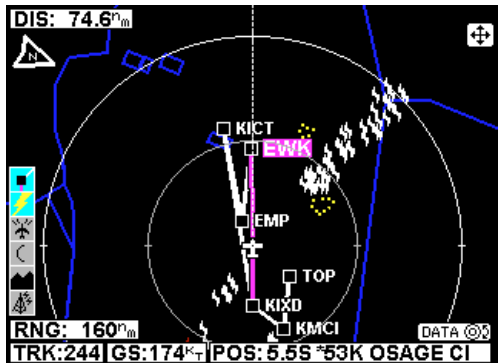 DIS: 74.6nm
N
KICT
EWK
EMP
TOP
KIXD
KMCI
RNG: 160nm
DATA
TRK:244 GS:174KT POS: 5.5S *53K OSAGE CI